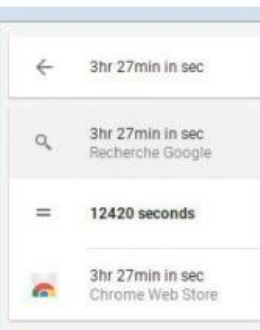 3hr 27min in sec
3hr 27min in sec
Recherche Google
12420 seconds
3hr 27min in sec
Chrome Web Store